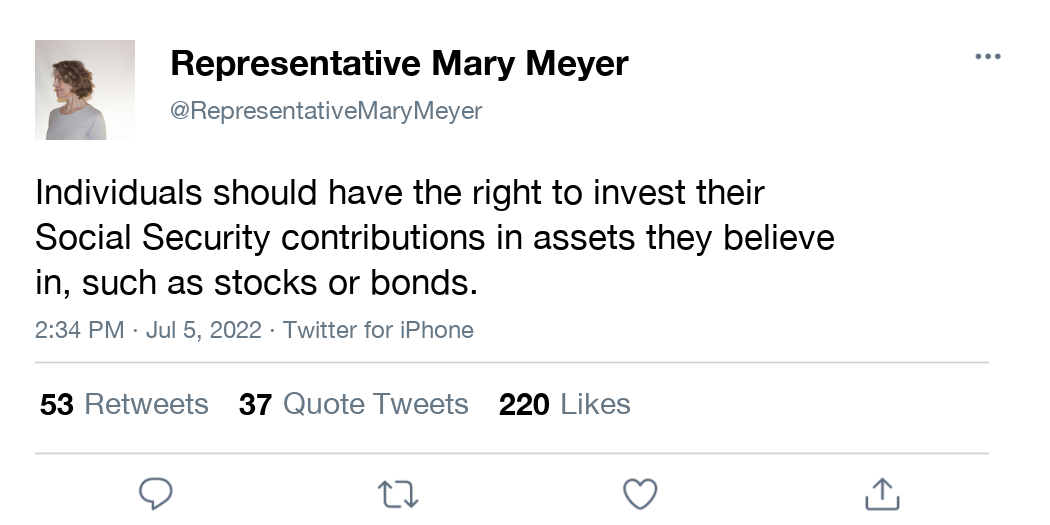 Representative Mary Meyer
@RepresentativeMaryMeyer
Individuals should have the right to invest their
Social Security contributions in assets they believe
in, such as stocks or bonds.
2:34 PM · Jul 5, 2022 · Twitter for iPhone
53 Retweets 37 Quote Tweets 220 Likes